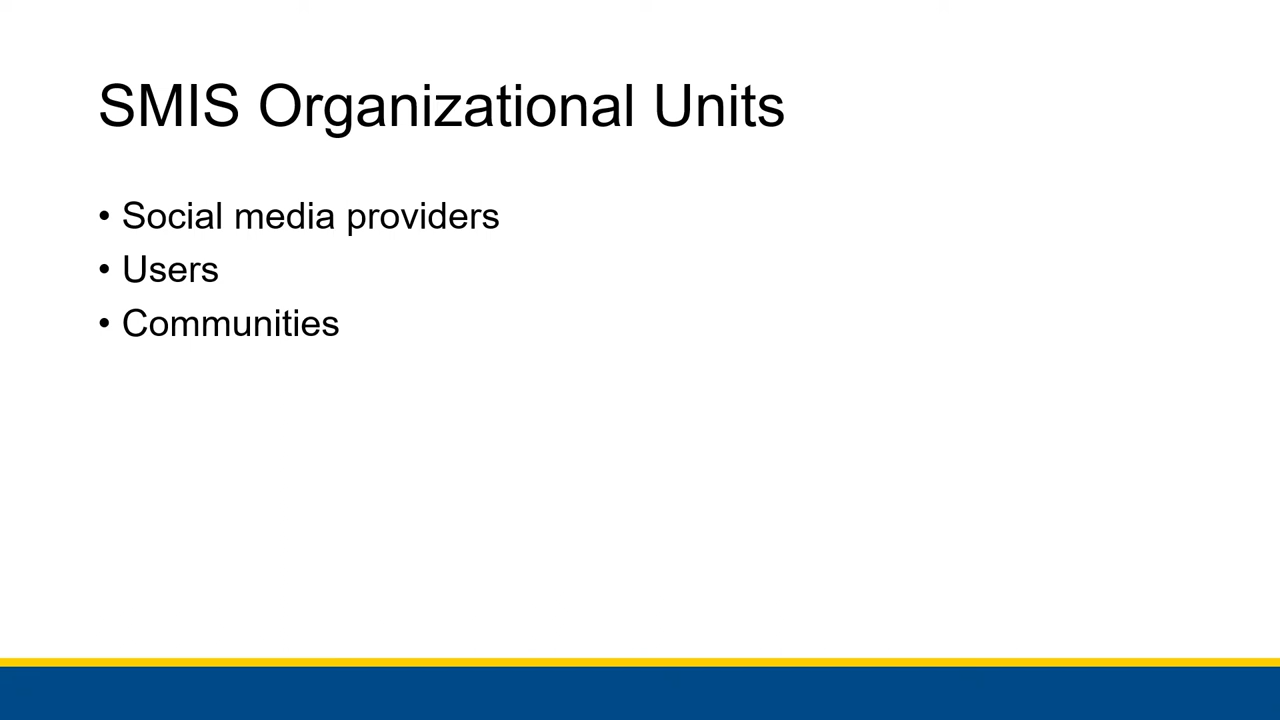 SMIS Organizational Units
• Social media providers
• Users
• Communities